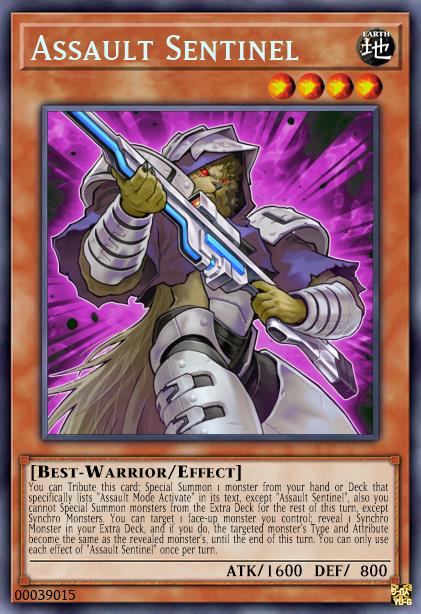 ASSAULT SENTINEL
EARTH
地
[BEST-WARRIOR/EFFECT]
You can Tribute this card; Special Summon 1 monster from your hand or Deck that
specifically lists "Assault Mode Activate" in its text, except "Assault Sentinel", also you
cannot Special Summon monsters from the Extra Deck for the rest of this turn, except
Synchro Monsters. You can target 1 face-up monster you control; reveal 1 Synchro
Monster in your Extra Deck, and if you do, the targeted monster's Type and Attribute
become the same as the revealed monster's, until the end of this turn. You can only use
each effect of "Assault Sentinel" once per turn.
ATK/1600 DEF/ 800
00039015